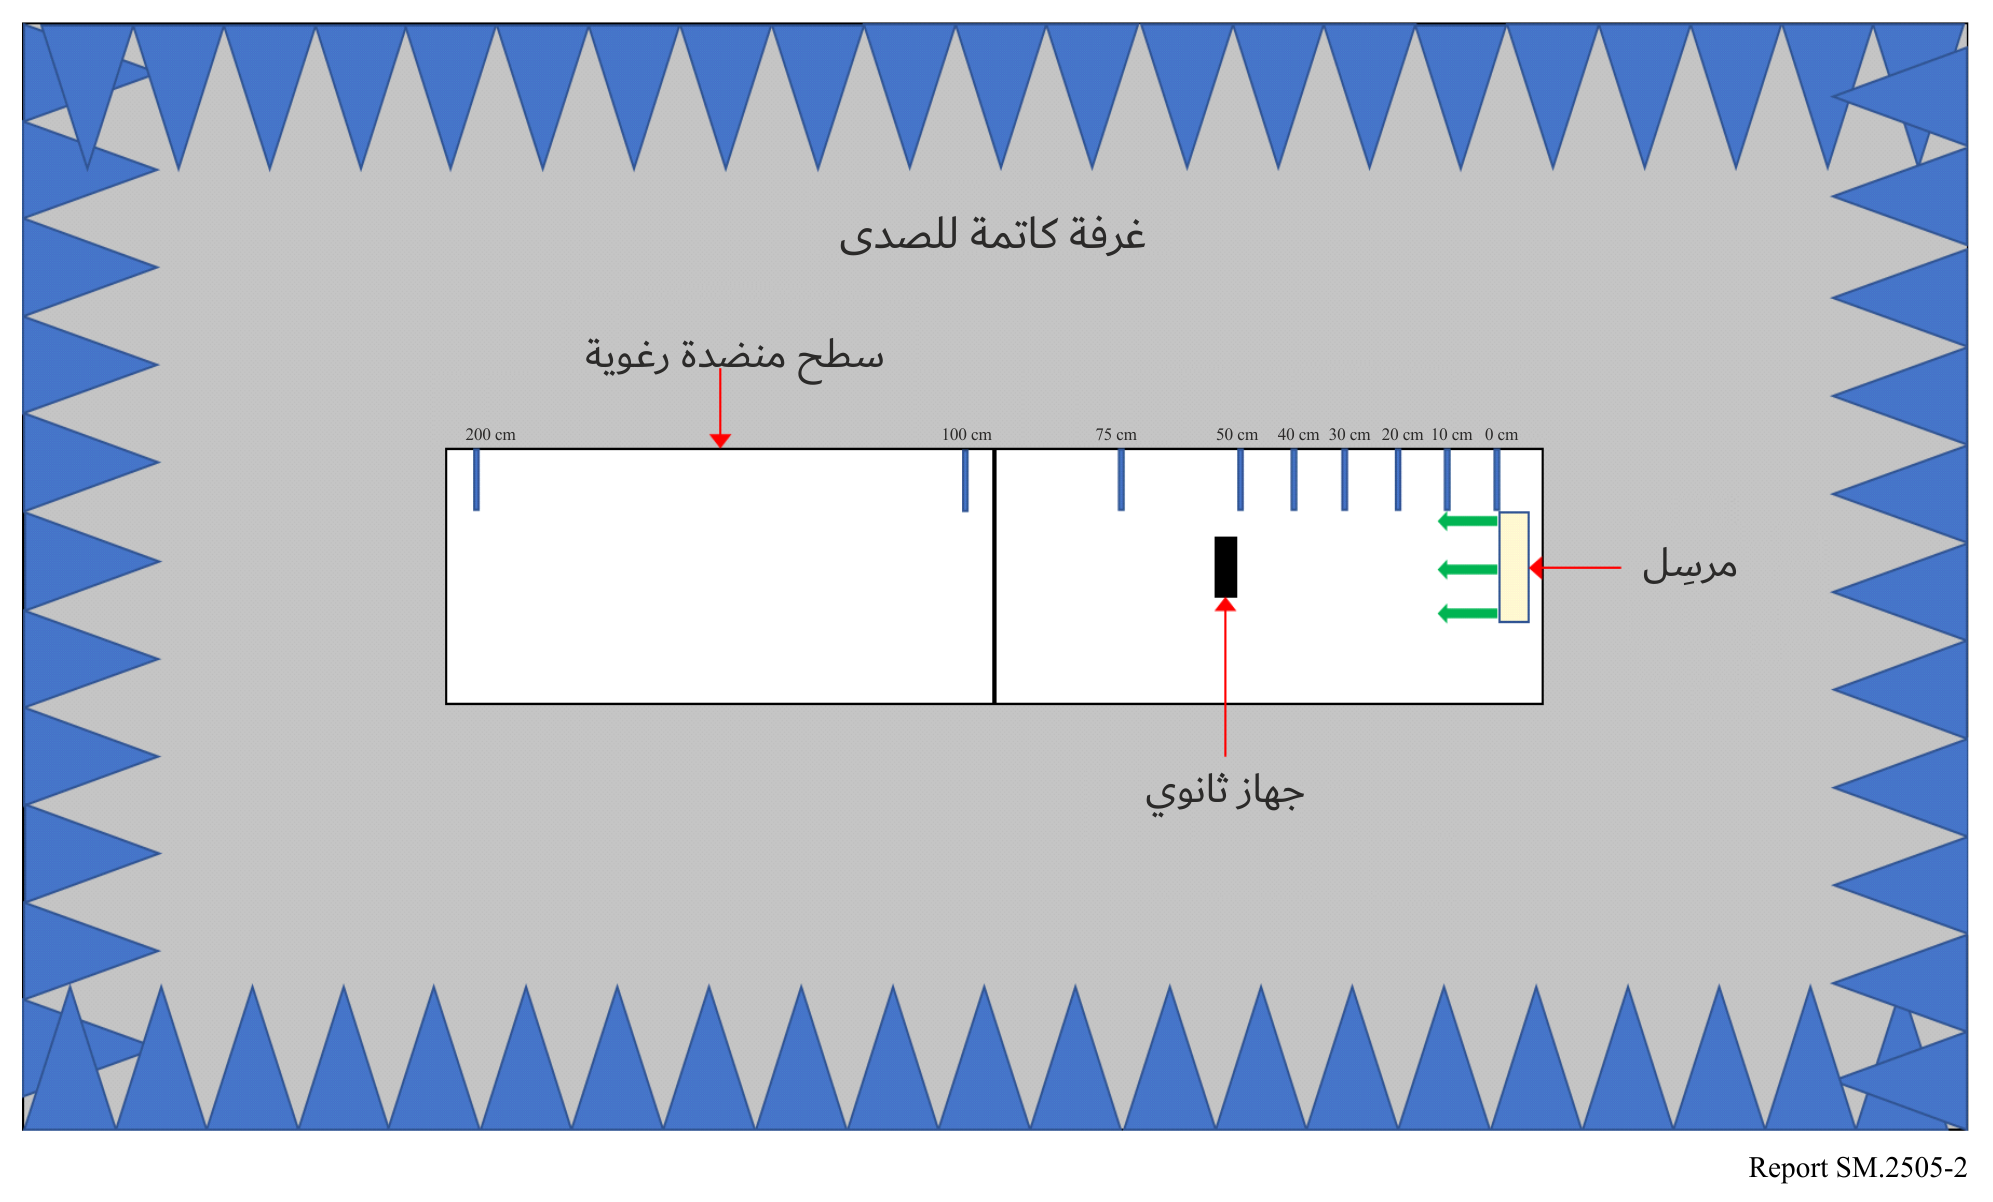 غرفة كاتمة للصدى
سطح منضدة رغوية
200 cm 100 cm 75 cm 50 cm 40 cm 30 cm 20 cm 10 cm 0 cm
مرسِل
جهاز ثانوي
Report SM.2505-2